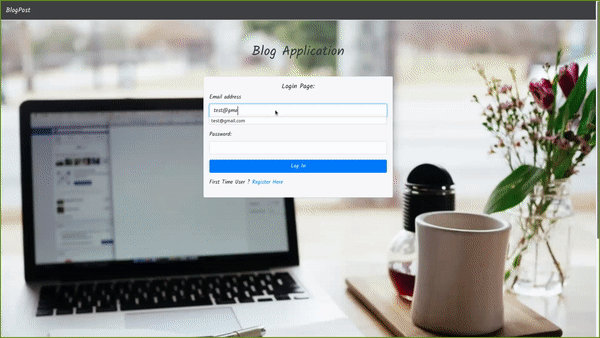 BlogPost
Blog Application
Login Page:
Email address
test@gma
test@gmail.com
Password:
Log In
First Time User ? Register Here